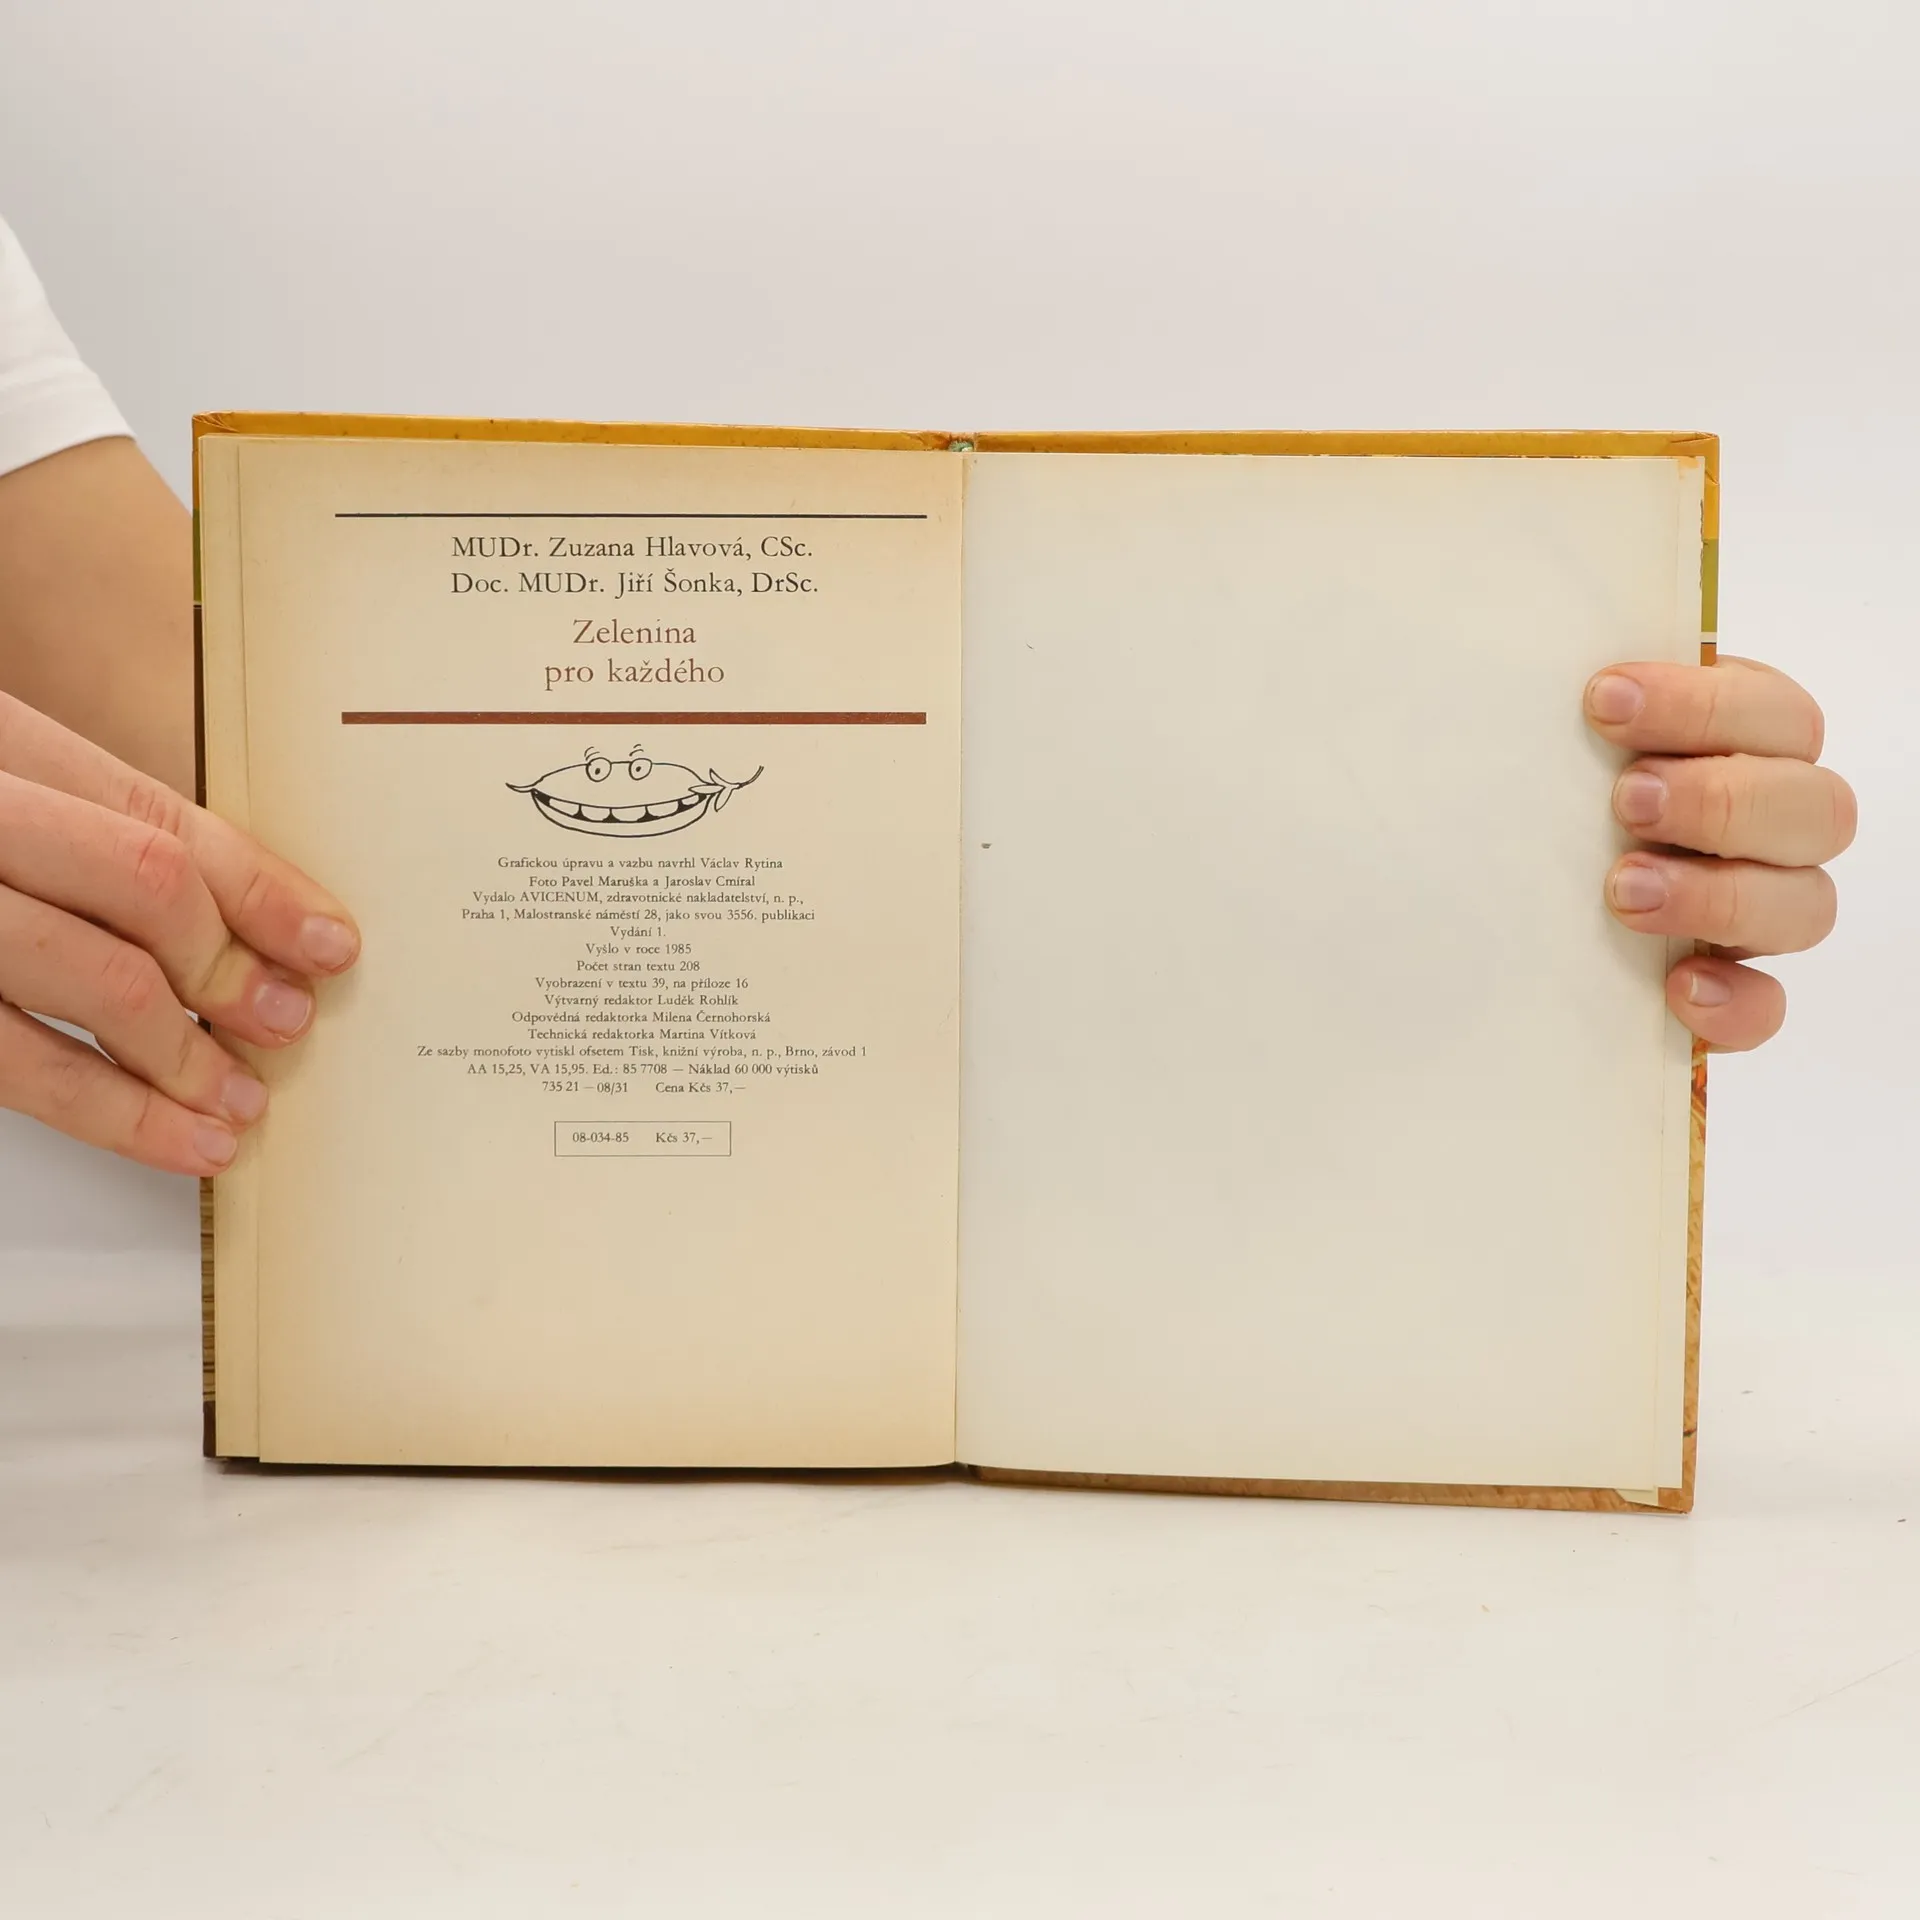 MUDr. Zuzana Hlavová, CSc.
Doc. MUDr. Jiří Šonka, DrSc.
Zelenina
pro každého
Grafickou úpravu a vazbu navrhl Václav Rytina
Foto Pavel Maruška a Jaroslav Cmíral
Vydalo AVICENUM, zdravotnické nakladatelství, n. p.,
Praha 1, Malostranské náměstí 28, jako svou 3556. publikaci
Vydání 1.
Vyšlo v roce 1985
Počet stran textu 208
Vyobrazení v textu 39, na příloze 16
Výtvarný redaktor Luděk Rohlík
Odpovědná redaktorka Milena Černohorská
Technická redaktorka Martina Vítková
Ze sazby monofoto vytiskl ofsetem Tisk, knižní výroba, n. p., Brno, závod 1
AA 15,25, VA 15,95. Ed.: 85 7708 — Náklad 60 000 výtisků
735 21 — 08/31 Cena Kčs 37,—
08-034-85 Kčs 37,—